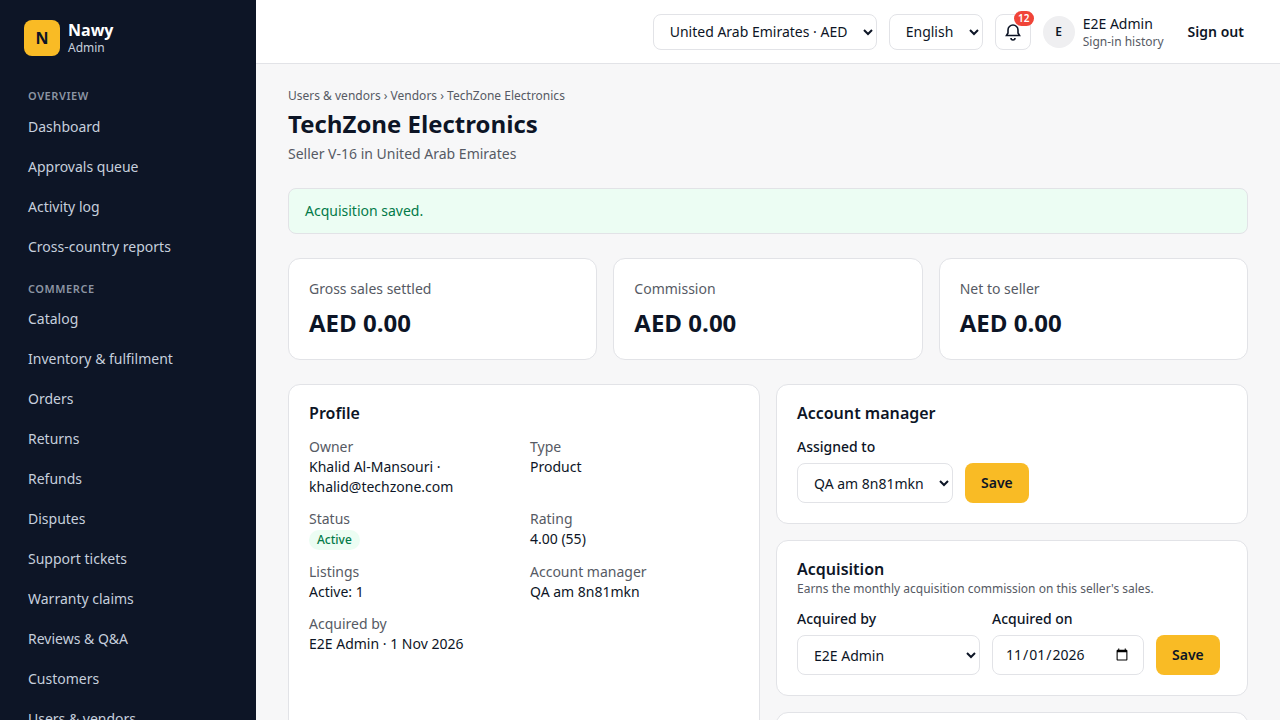 N
Nawy
Admin
United Arab Emirates · AED
English
12
E
E2E Admin
Sign-in history
Sign out
OVERVIEW
Dashboard
Approvals queue
Activity log
Cross-country reports
COMMERCE
Catalog
Inventory & fulfilment
Orders
Returns
Refunds
Disputes
Support tickets
Warranty claims
Reviews & Q&A
Customers
Users & vendors
Users & vendors › Vendors › TechZone Electronics
TechZone Electronics
Seller V-16 in United Arab Emirates
Acquisition saved.
Gross sales settled
AED 0.00
Commission
AED 0.00
Net to seller
AED 0.00
Profile
Owner
Khalid Al-Mansouri ·
khalid@techzone.com
Type
Product
Status
Active
Rating
4.00 (55)
Listings
Active: 1
Account manager
QA am 8n81mkn
Acquired by
E2E Admin · 1 Nov 2026
Account manager
Assigned to
QA am 8n81mkn
Save
Acquisition
Earns the monthly acquisition commission on this seller's sales.
Acquired by
E2E Admin
Acquired on
11/01/2026
Save